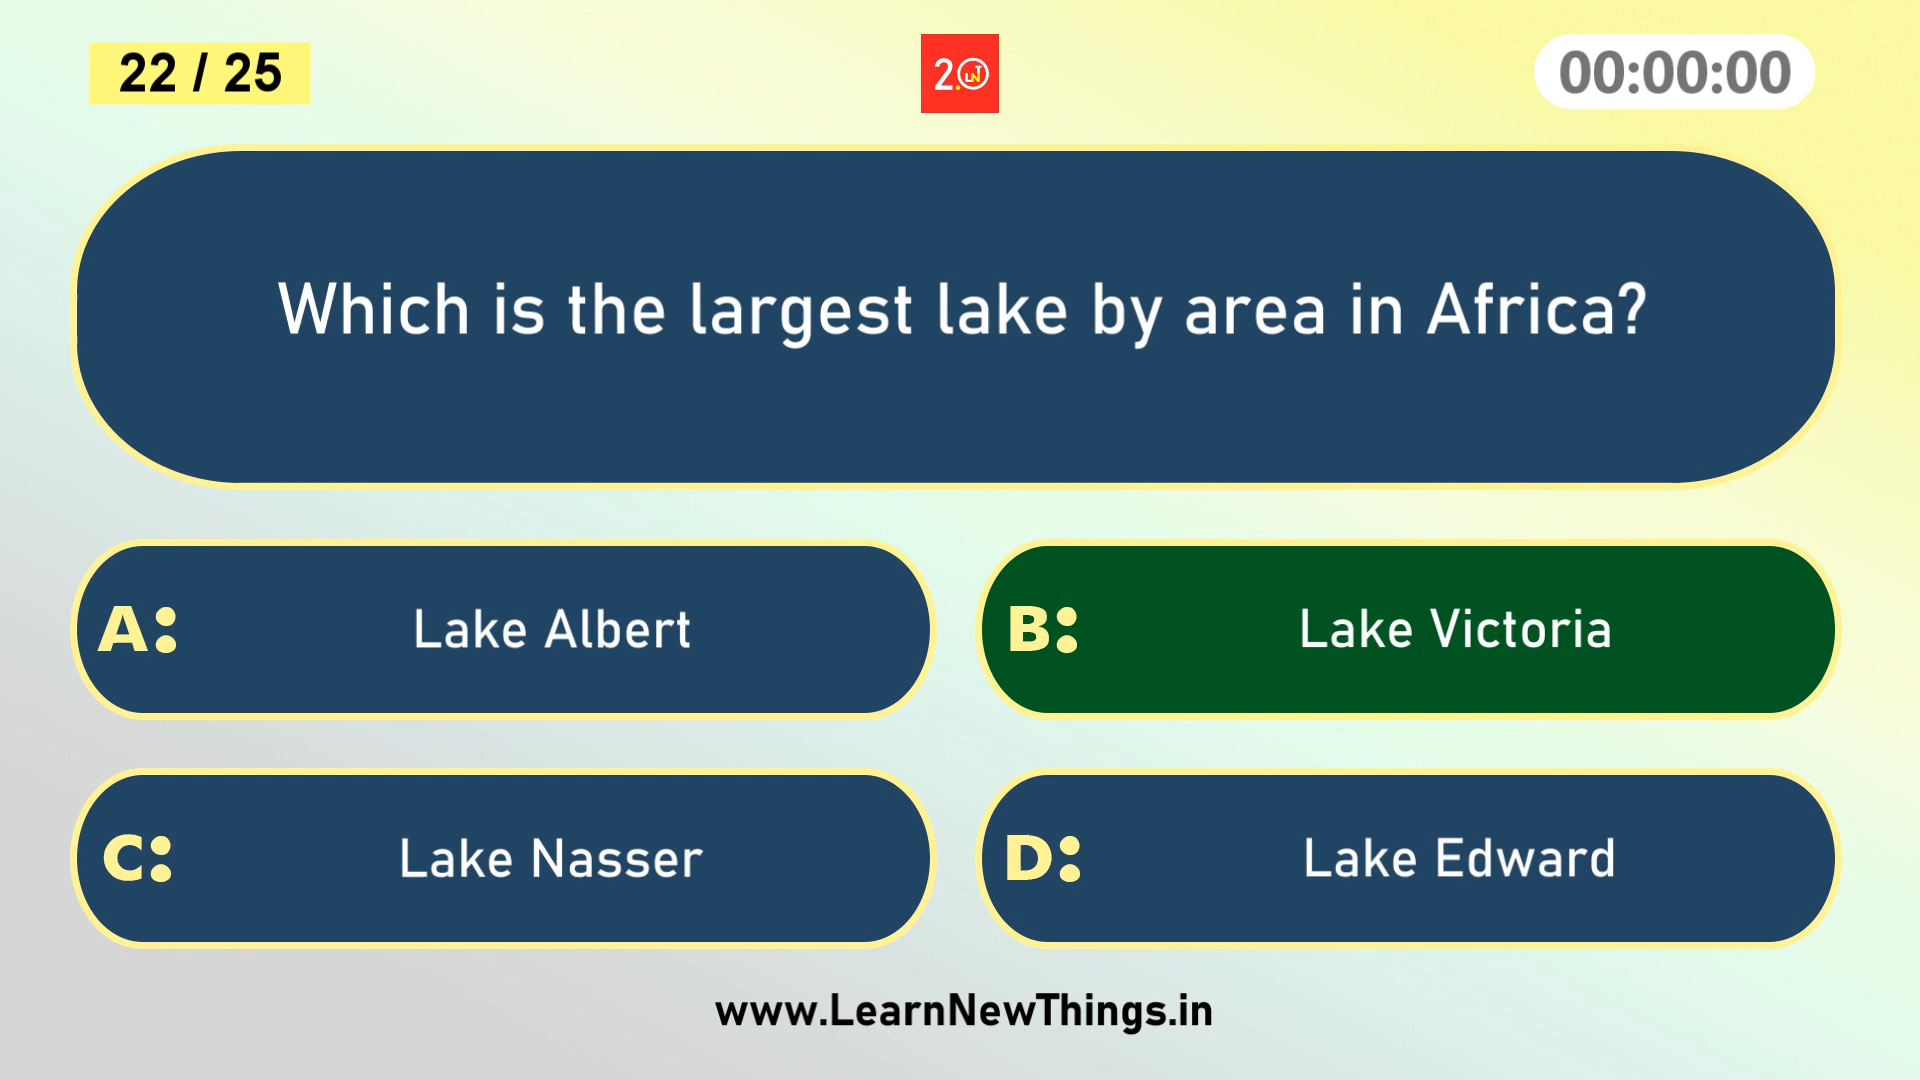 22 / 25
2.0 LNT
00:00:00
Which is the largest lake by area in Africa?
A: Lake Albert
B: Lake Victoria
C: Lake Nasser
D: Lake Edward
www.LearnNewThings.in